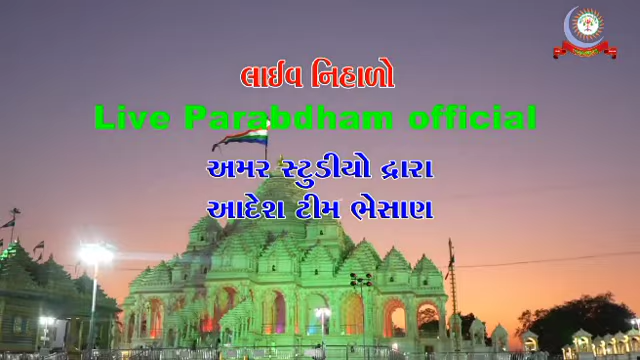 લાઈવ નિહાળો
Live Parabdham official
અમર સ્ટુડીયો દ્વારા
આદેશ ટીમ ભેસાણ